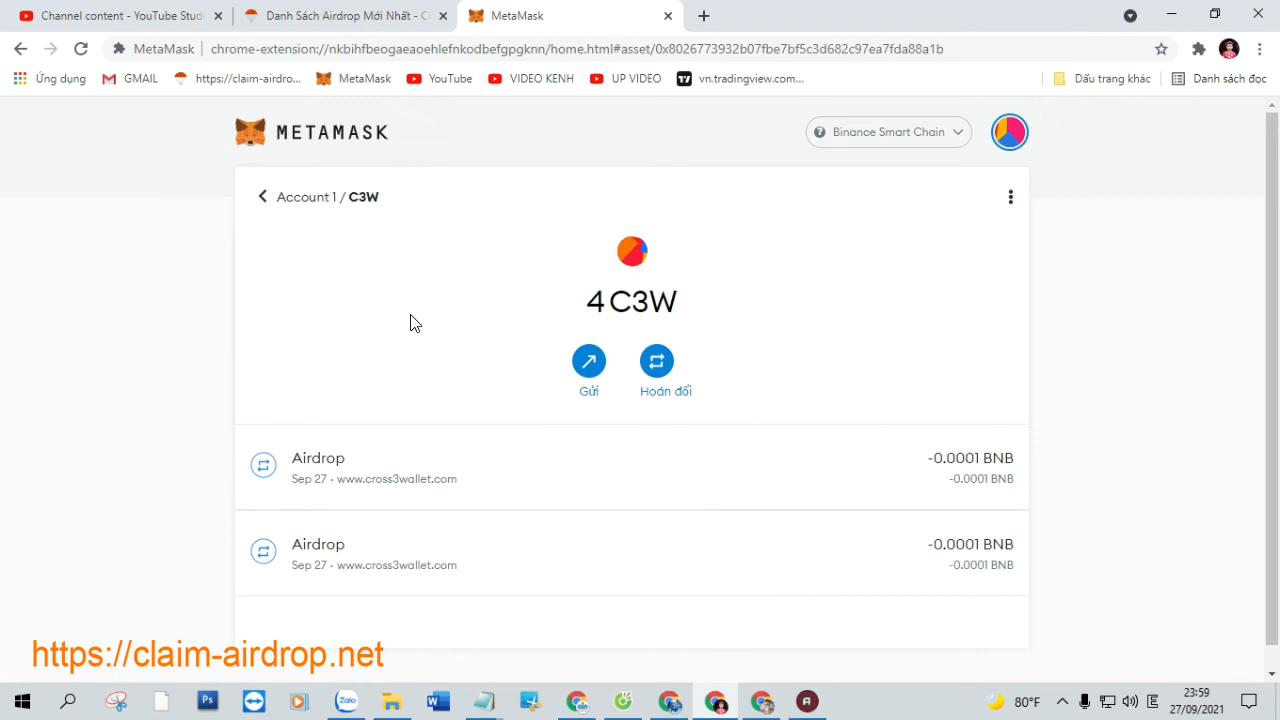 Channel content - YouTube Stud
Danh Sách Airdrop Mới Nhất - C
MetaMask
MetaMask
chrome-extension://nkbihfbeogaeaoehlefnkodbefgpgknn/home.html#asset/0x8026773932b07fbe7bf5c3d682c97ea7fda88a1b
Ứng dụng
GMAIL
https://claim-airdro...
MetaMask
YouTube
VIDEO KENH
UP VIDEO
vn.tradingview.com...
Dấu trang khác
Danh sách đọc
METAMASK
Binance Smart Chain
Account 1 / C3W
4 C3W
Gửi
Hoán đổi
Airdrop
-0.0001 BNB
Sep 27 · www.cross3wallet.com
-0.0001 BNB
Airdrop
-0.0001 BNB
Sep 27 · www.cross3wallet.com
-0.0001 BNB
https://claim-airdrop.net
Ps
Zalo
W
A
80°F
E
23:59
27/09/2021